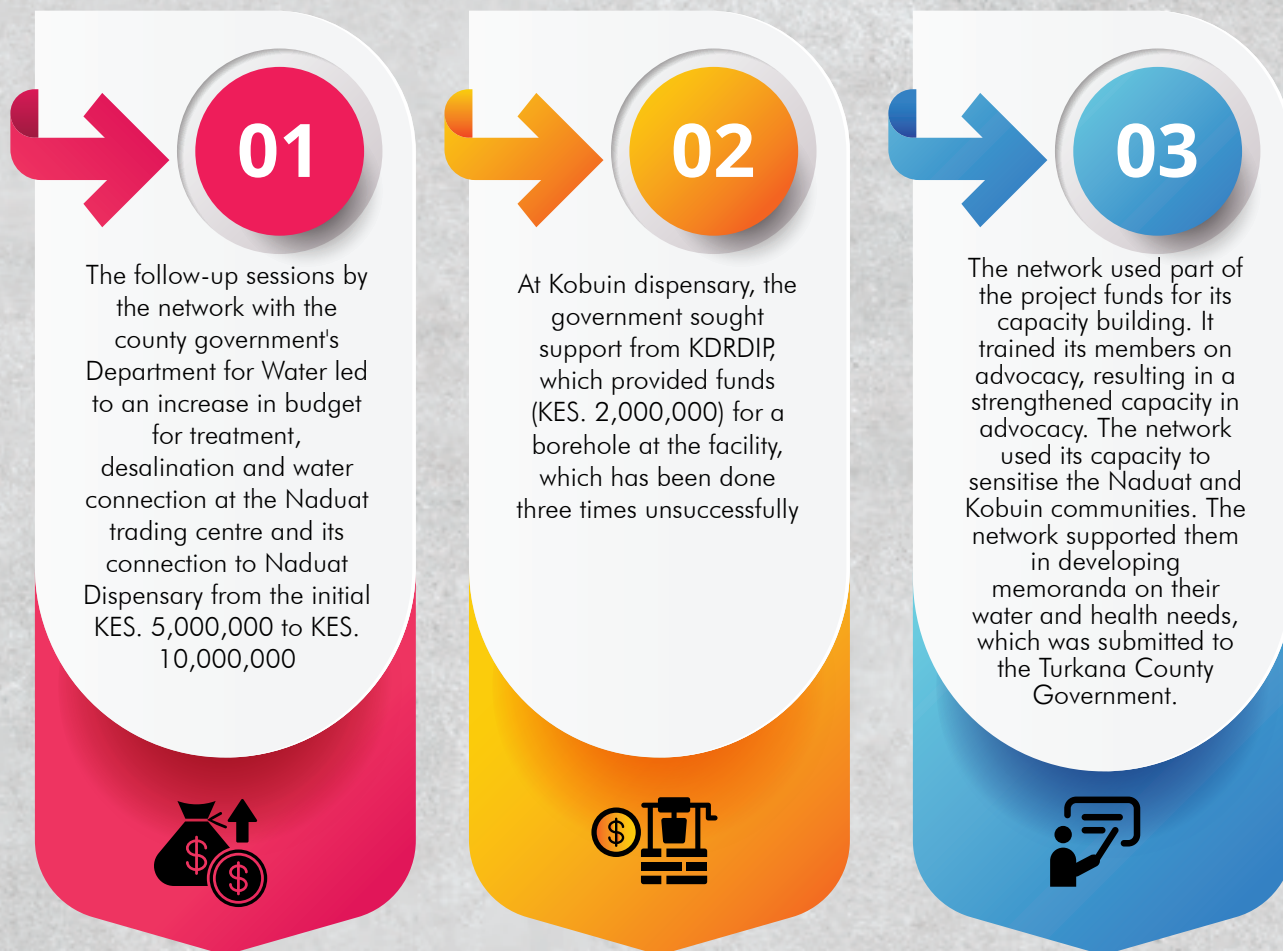 01
The follow-up sessions by
the network with the
county government's
Department for Water led
to an increase in budget
for treatment,
desalination and water
connection at the Naduat
trading centre and its
connection to Naduat
Dispensary from the initial
KES. 5,000,000 to KES.
10,000,000
$
$
02
At Kobuin dispensary, the
government sought
support from KDRDIP,
which provided funds
(KES. 2,000,000) for a
borehole at the facility,
which has been done
three times unsuccessfully
$
03
The network used part of
the project funds for its
capacity building. It
trained its members on
advocacy, resulting in a
strengthened capacity in
advocacy. The network
used its capacity to
sensitise the Naduat and
Kobuin communities. The
network supported them
in developing
memoranda on their
water and health needs,
which was submitted to
the Turkana County
Government.